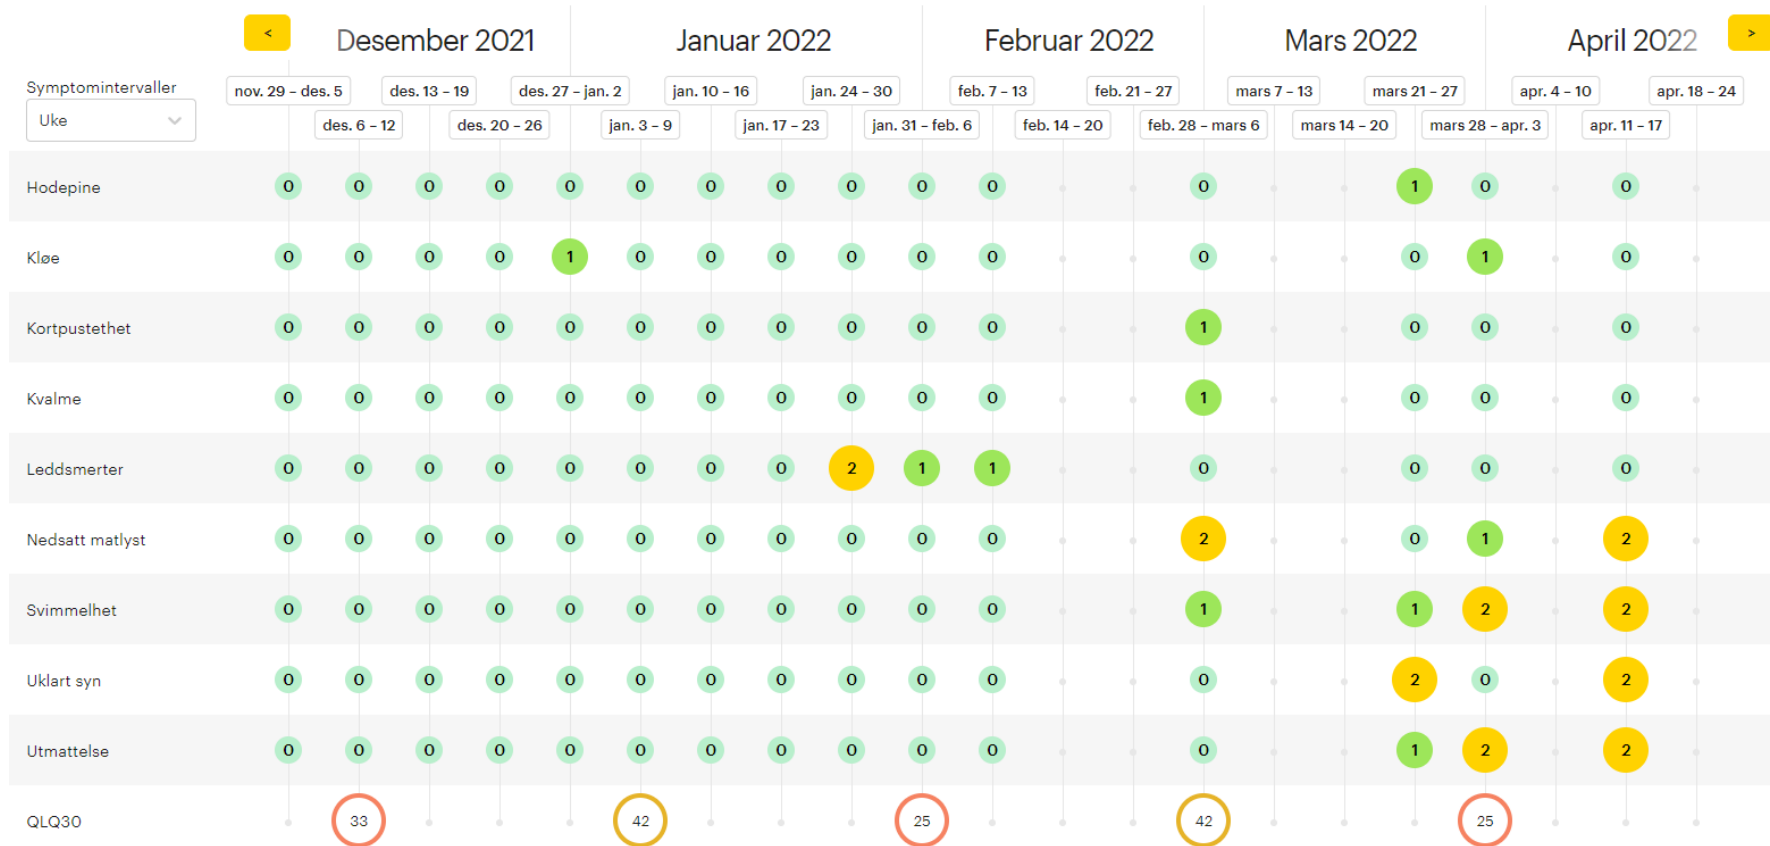 < Desember 2021 Januar 2022 Februar 2022 Mars 2022 April 2022 >
Symptomintervaller
Uke
nov. 29 – des. 5 des. 13 – 19 des. 27 – jan. 2 jan. 10 – 16 jan. 24 – 30 feb. 7 – 13 feb. 21 – 27 mars 7 – 13 mars 21 – 27 apr. 4 – 10 apr. 18 – 24
des. 6 – 12 des. 20 – 26 jan. 3 – 9 jan. 17 – 23 jan. 31 – feb. 6 feb. 14 – 20 feb. 28 – mars 6 mars 14 – 20 mars 28 – apr. 3 apr. 11 – 17
Hodepine 0 0 0 0 0 0 0 0 0 0 0 0 1 0 0
Kløe 0 0 0 0 1 0 0 0 0 0 0 0 0 1 0
Kortpustethet 0 0 0 0 0 0 0 0 0 0 0 1 0 0 0
Kvalme 0 0 0 0 0 0 0 0 0 0 0 1 0 0 0
Leddsmerter 0 0 0 0 0 0 0 0 2 1 1 0 0 0 0
Nedsatt matlyst 0 0 0 0 0 0 0 0 0 0 0 2 0 1 2
Svimmelhet 0 0 0 0 0 0 0 0 0 0 0 1 1 2 2
Uklart syn 0 0 0 0 0 0 0 0 0 0 0 0 2 0 2
Utmattelse 0 0 0 0 0 0 0 0 0 0 0 0 1 2 2
QLQ30 33 42 25 42 25